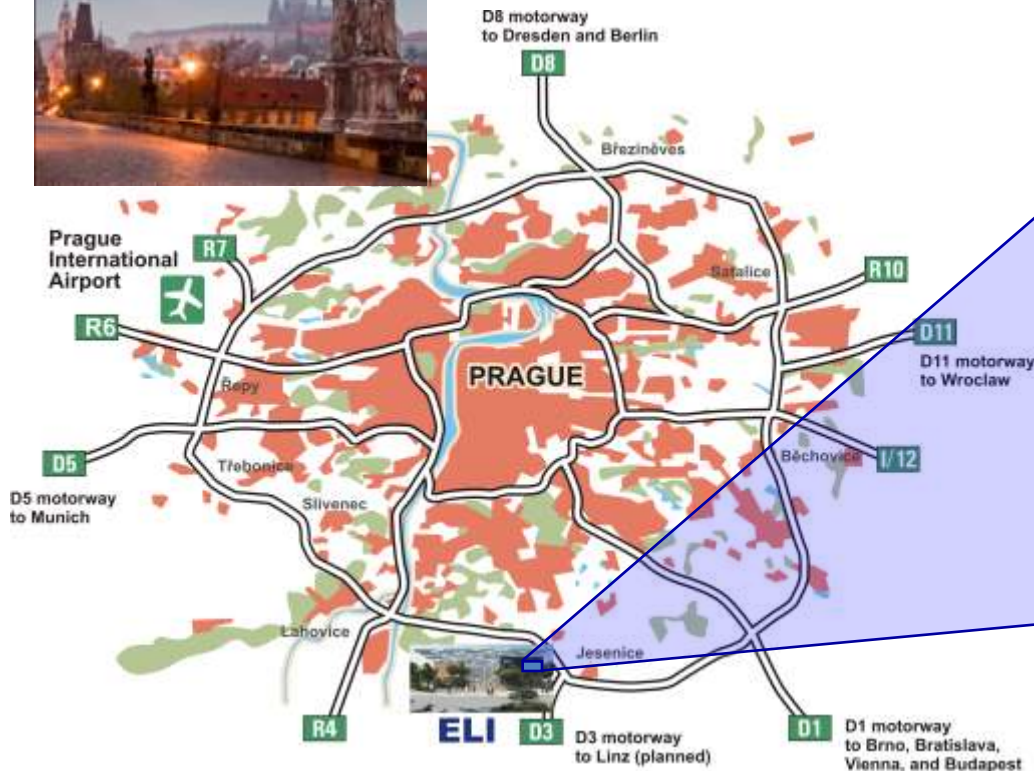 D8 motorway
to Dresden and Berlin
D8
Březiněves
Prague
International
Airport
R7
Satalice
R10
R6
D11
D11 motorway
to Wroclaw
PRAGUE
Řepy
D5
Třebonice
Běchovice
I/12
D5 motorway
to Munich
Slivenec
Lahovice
Jesenice
R4
ELI
D3
D3 motorway
to Linz (planned)
D1
D1 motorway
to Brno, Bratislava,
Vienna, and Budapest